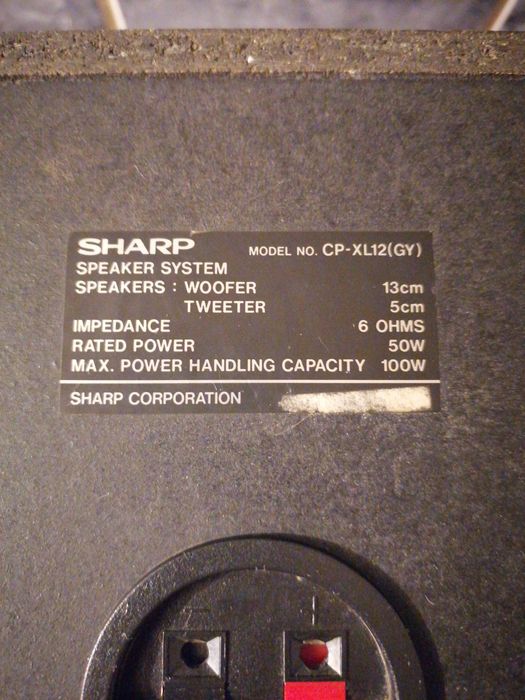 SHARP MODEL NO. CP-XL12(GY)
SPEAKER SYSTEM
SPEAKERS : WOOFER 13cm
TWEETER 5cm
IMPEDANCE 6 OHMS
RATED POWER 50W
MAX. POWER HANDLING CAPACITY 100W
SHARP CORPORATION